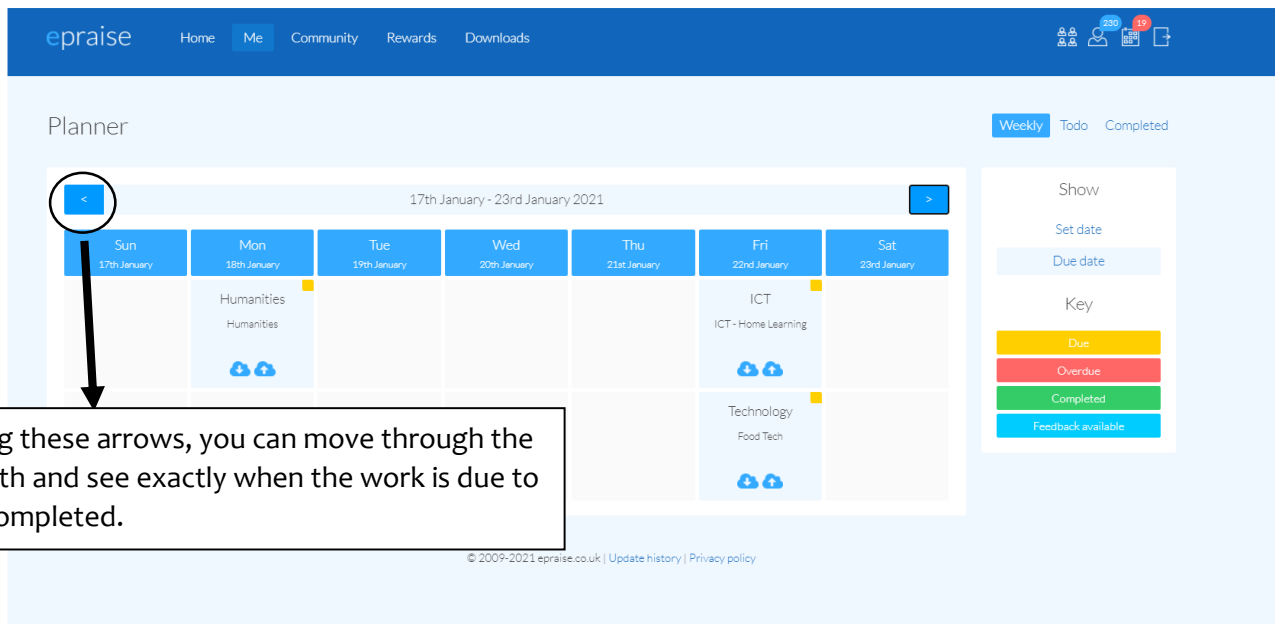 epraise Home Me Community Rewards Downloads 230 19
Planner
Weekly Todo Completed
< 17th January - 23rd January 2021 >
Sun Mon Tue Wed Thu Fri Sat
17th January 18th January 19th January 20th January 21st January 22nd January 23rd January
Humanities ICT
Humanities ICT - Home Learning
Technology
Food Tech
Show
Set date
Due date
Key
Due
Overdue
Completed
Feedback available
g these arrows, you can move through the
th and see exactly when the work is due to
ompleted.
© 2009-2021 epraise.co.uk | Update history | Privacy policy